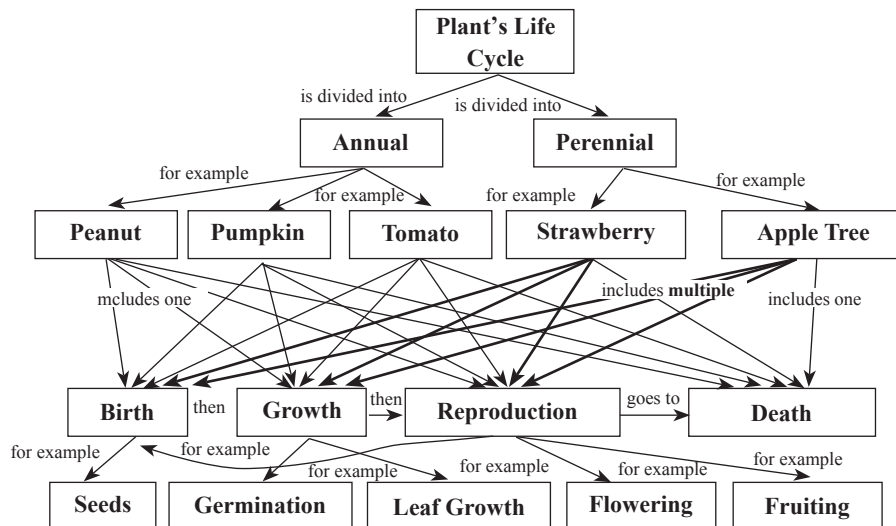 Plant's Life
Cycle
is divided into
is divided into
Annual
Perennial
for example
for example
for example
for example
Peanut
Pumpkin
Tomato
Strawberry
Apple Tree
mcludes one
includes multiple
includes one
Birth
then
Growth
then
Reproduction
goes to
Death
for example
for example
for example
for example
for example
Seeds
Germination
Leaf Growth
Flowering
Fruiting